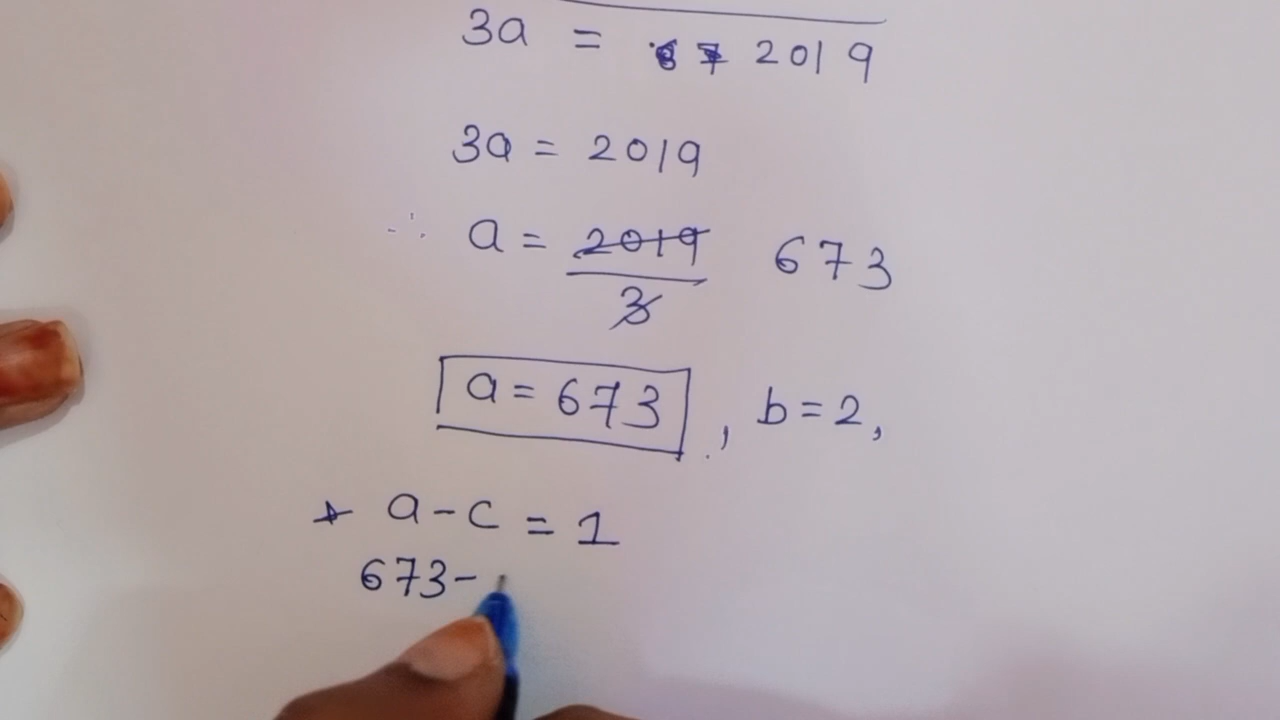 3a = 2019
3a = 2019
∴ a = 2019/3 673
a = 673, b = 2,
* a - c = 1
673 -